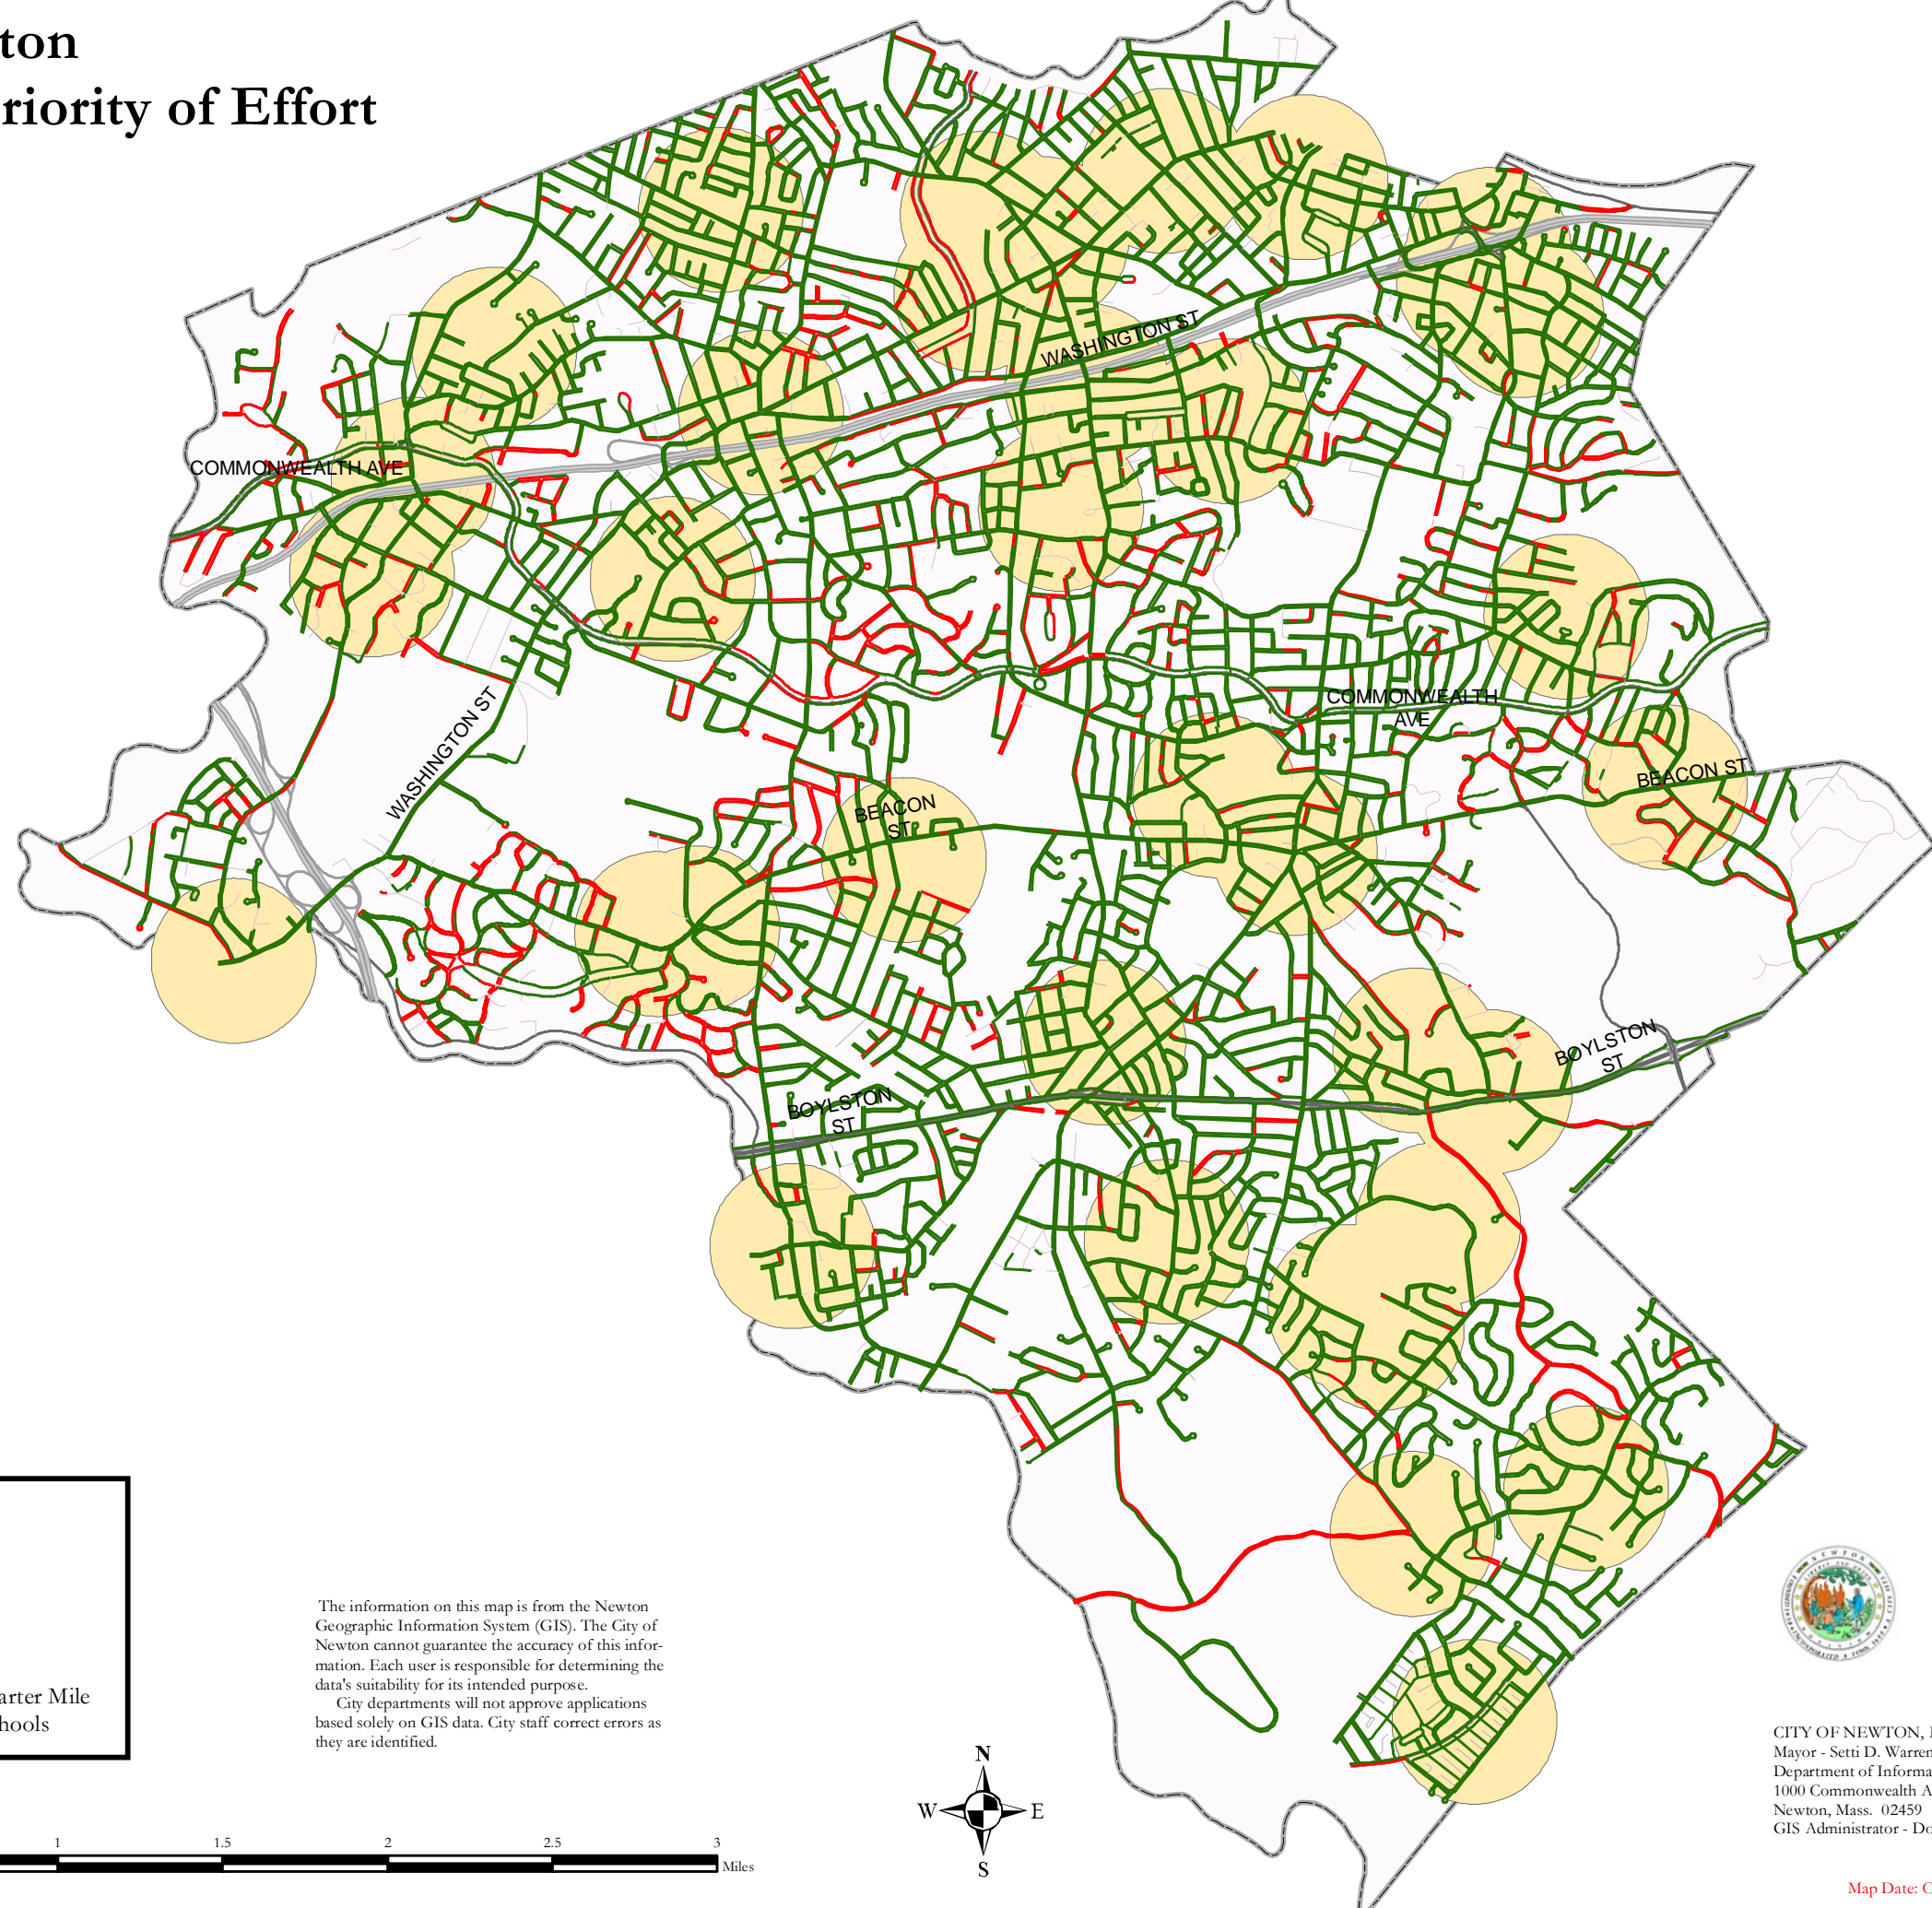 ton
riority of Effort
WASHINGTON ST
COMMONWEALTH AVE
COMMONWEALTH
AVE
WASHINGTON ST
BEACON ST
BEACON
ST
BOYLSTON
ST
BOYLSTON
ST
arter Mile
hools
The information on this map is from the Newton
Geographic Information System (GIS). The City of
Newton cannot guarantee the accuracy of this infor-
mation. Each user is responsible for determining the
data's suitability for its intended purpose.
City departments will not approve applications
based solely on GIS data. City staff correct errors as
they are identified.
N
W E
S
1 1.5 2 2.5 3
Miles
CITY OF NEWTON,
Mayor - Setti D. Warren
Department of Informa
1000 Commonwealth A
Newton, Mass. 02459
GIS Administrator - Do
Map Date: